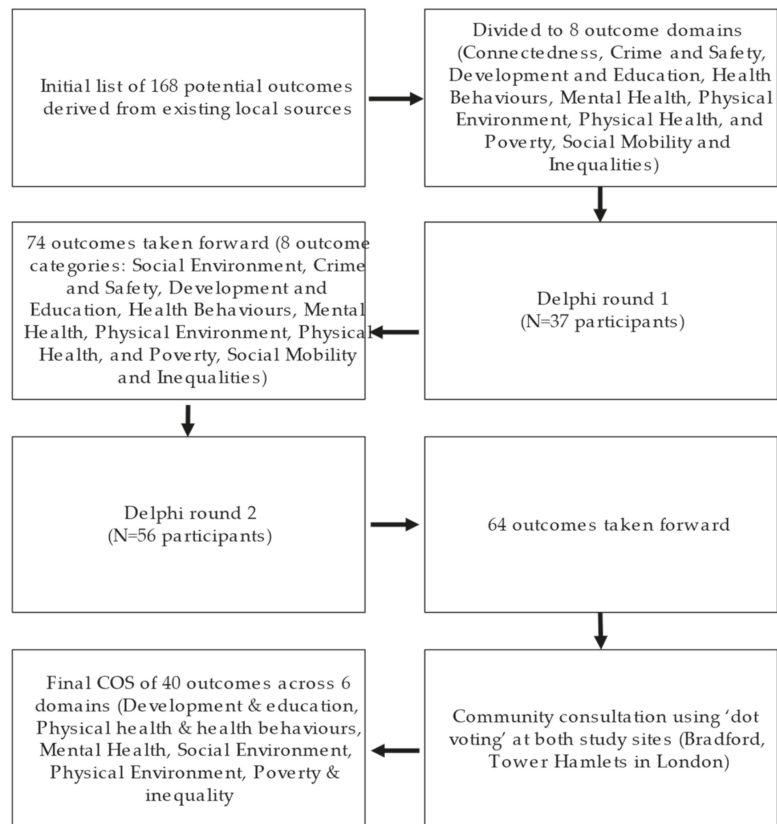 Initial list of 168 potential outcomes
derived from existing local sources
Divided to 8 outcome domains
(Connectedness, Crime and Safety,
Development and Education, Health
Behaviours, Mental Health, Physical
Environment, Physical Health, and
Poverty, Social Mobility and
Inequalities)
Delphi round 1
(N=37 participants)
74 outcomes taken forward (8 outcome
categories: Social Environment, Crime
and Safety, Development and
Education, Health Behaviours, Mental
Health, Physical Environment, Physical
Health, and Poverty, Social Mobility
and Inequalities)
Delphi round 2
(N=56 participants)
64 outcomes taken forward
Community consultation using ‘dot
voting’ at both study sites (Bradford,
Tower Hamlets in London)
Final COS of 40 outcomes across 6
domains (Development & education,
Physical health & health behaviours,
Mental Health, Social Environment,
Physical Environment, Poverty &
inequality